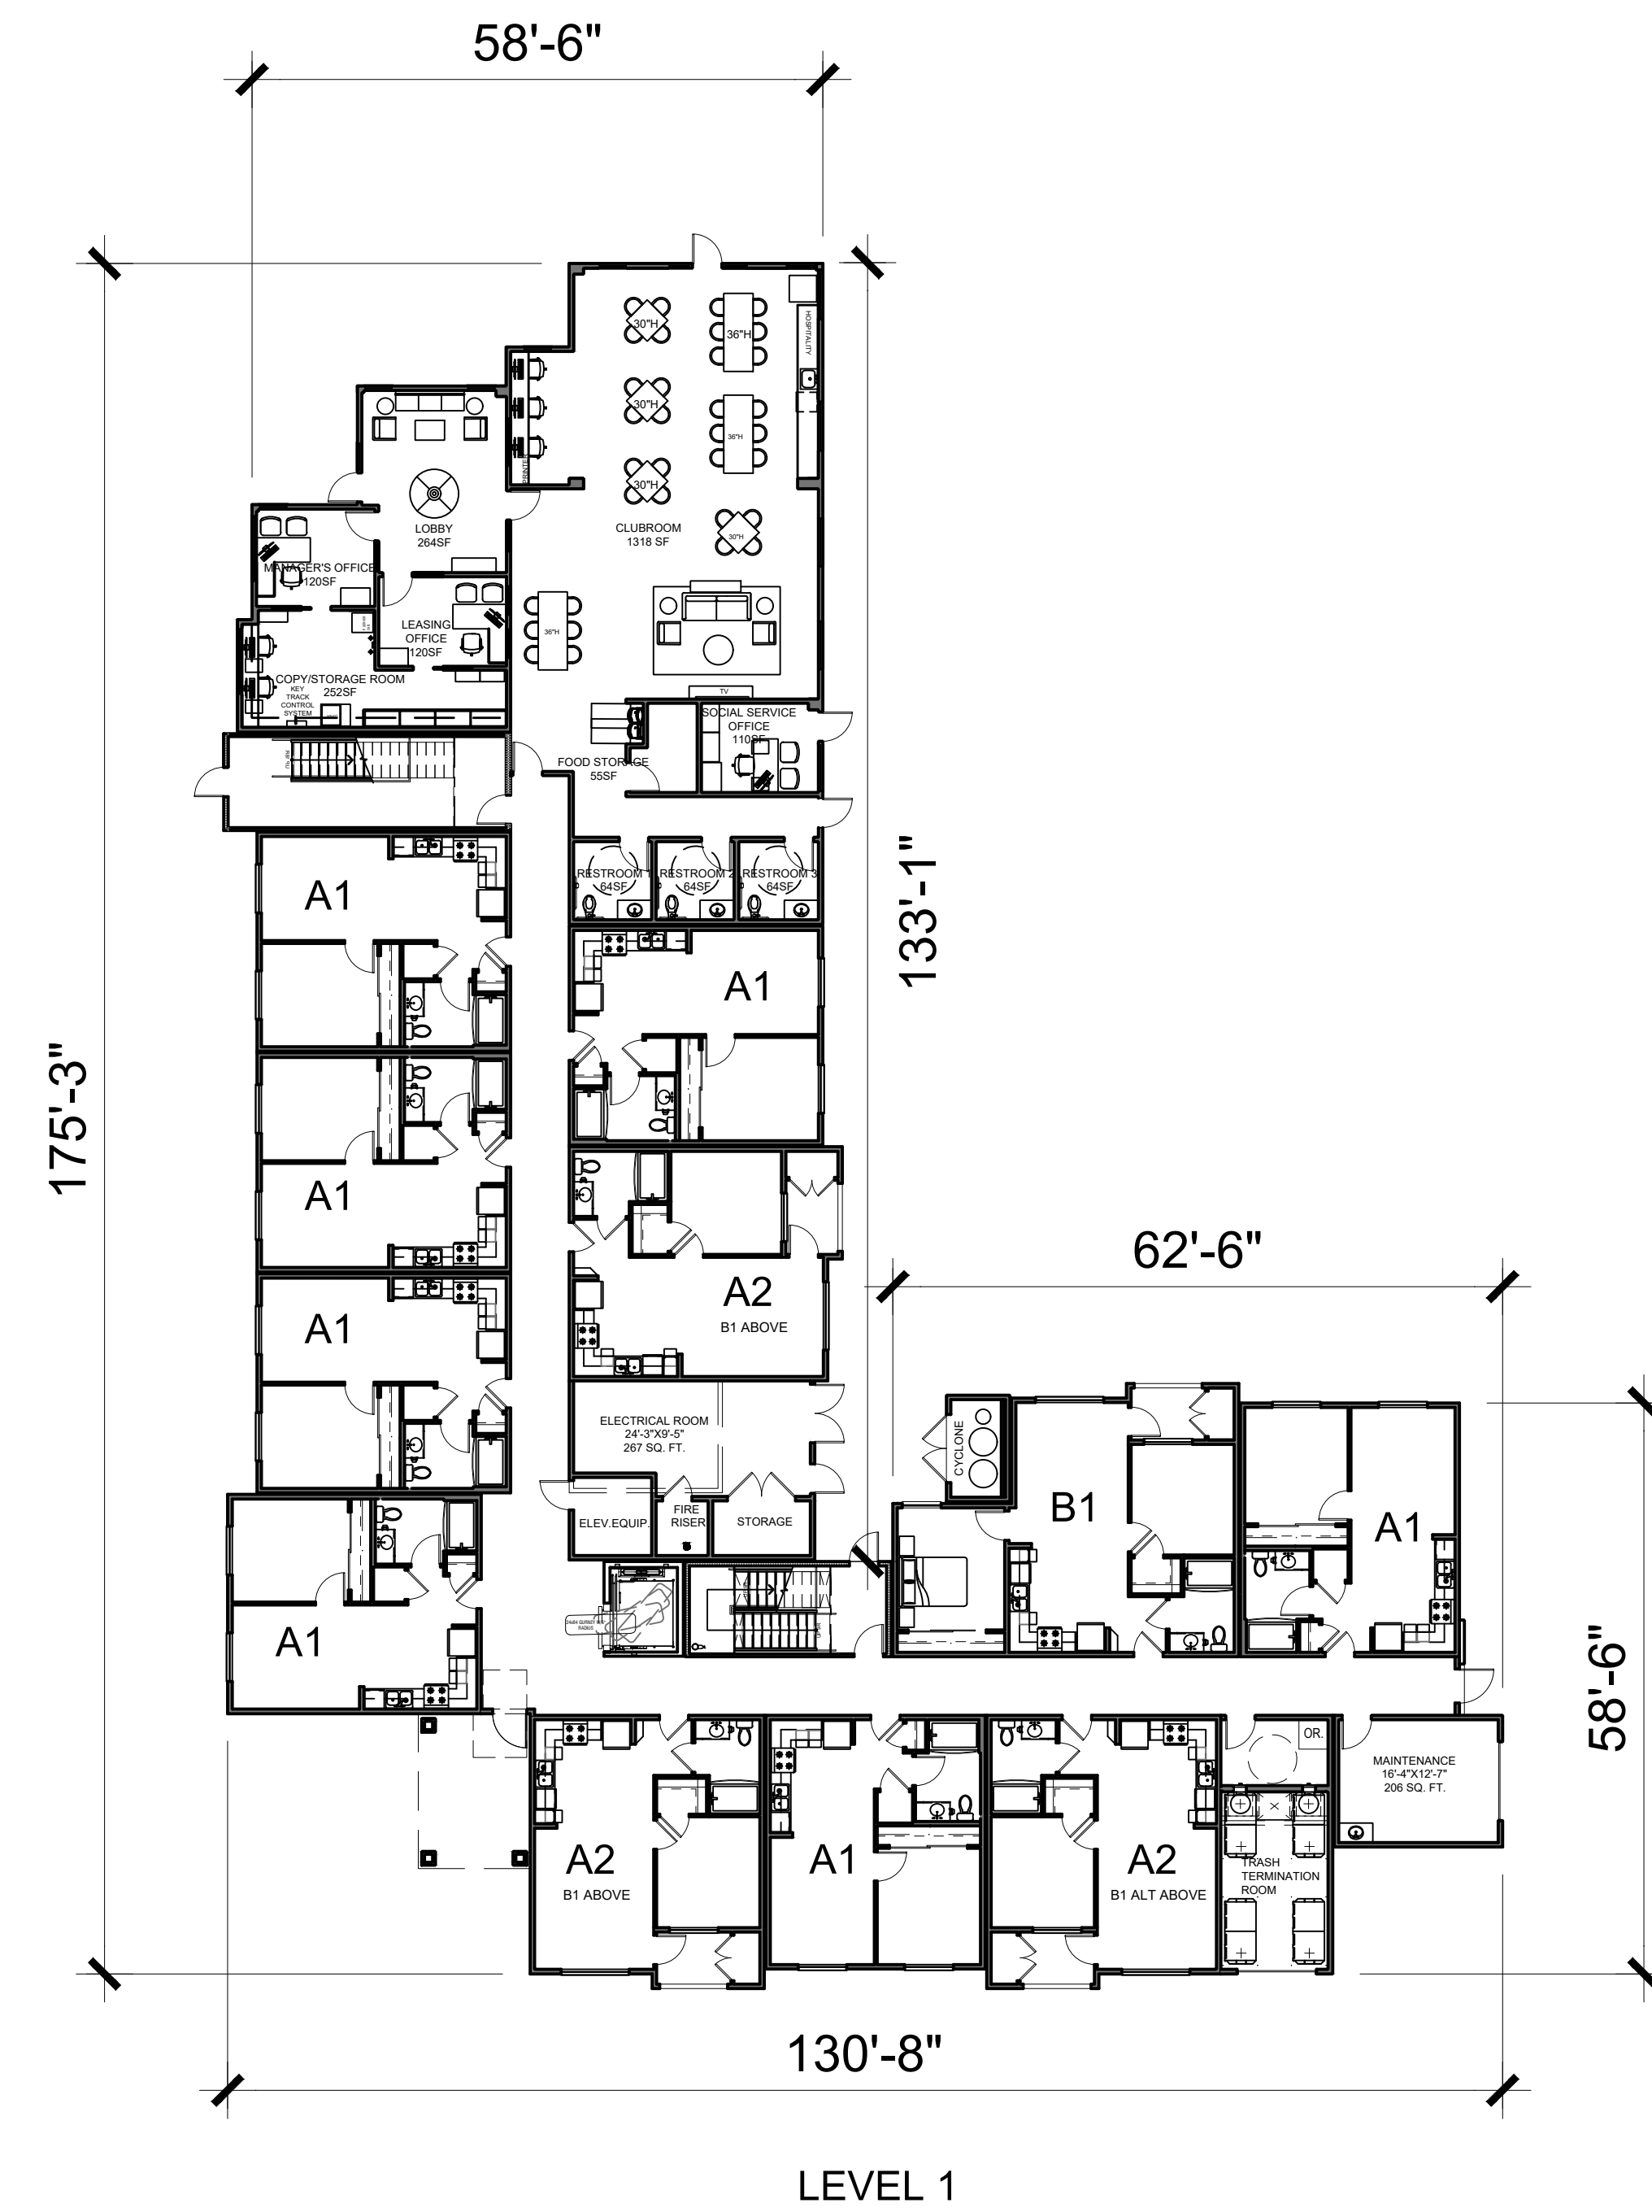 58'-6"
30"H
36"H
HOSPITALITY
30"H
36"H
PRINTER
30"H
LOBBY
264SF
CLUBROOM
1318 SF
30"H
MANAGER'S OFFICE
120SF
LEASING
OFFICE
120SF
36"H
COPY/STORAGE ROOM
252SF
KEY
TRACK
CONTROL
SYSTEM
TV
SOCIAL SERVICE
OFFICE
110SF
FOOD STORAGE
55SF
RESTROOM 1
64SF
RESTROOM 2
64SF
RESTROOM 3
64SF
133'-1"
A1
A1
175'-3"
A1
62'-6"
A2
B1 ABOVE
A1
ELECTRICAL ROOM
24'-3"X9'-5"
267 SQ. FT.
CYCLONE
B1
A1
ELEV.EQUIP.
FIRE
RISER
STORAGE
RADIUS
A1
58'-6"
OR.
MAINTENANCE
16'-4"X12'-7"
206 SQ. FT.
A2
B1 ABOVE
A1
A2
B1 ALT ABOVE
TRASH
TERMINATION
ROOM
130'-8"
LEVEL 1